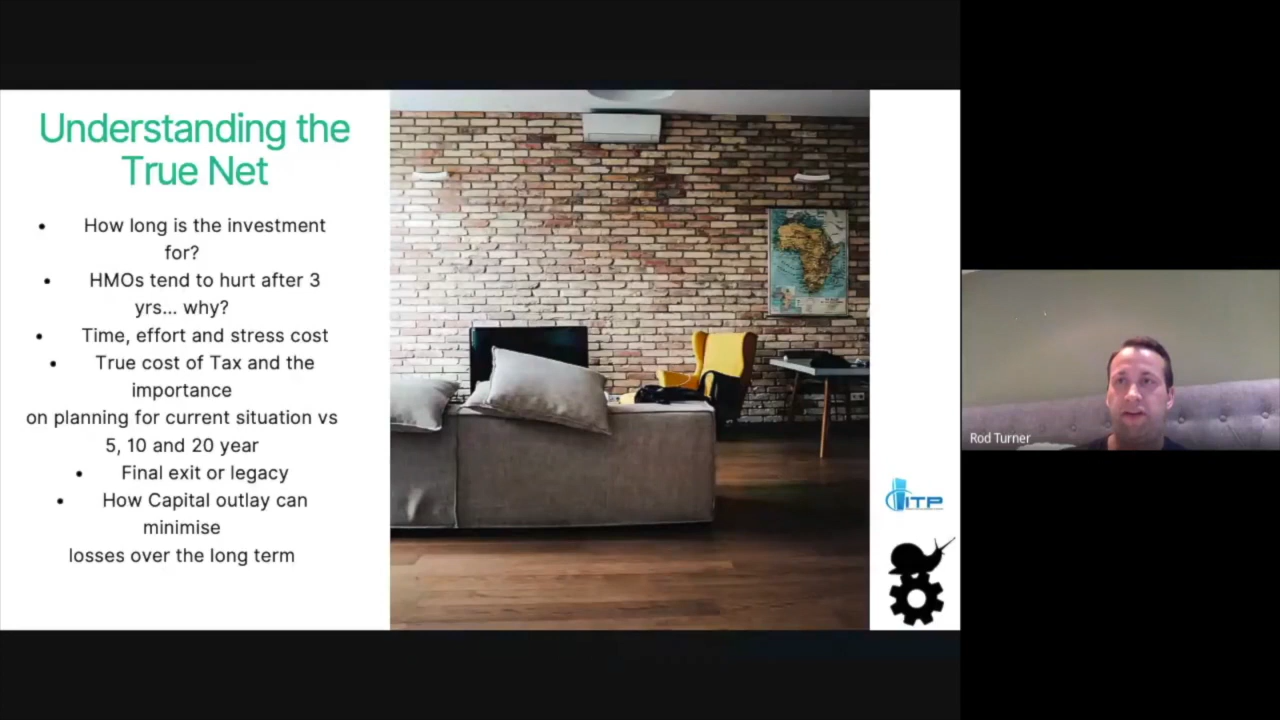 Understanding the
True Net
• How long is the investment
for?
• HMOs tend to hurt after 3
yrs... why?
• Time, effort and stress cost
• True cost of Tax and the
importance
on planning for current situation vs
5, 10 and 20 year
• Final exit or legacy
• How Capital outlay can
minimise
losses over the long term
ITP
Rod Turner